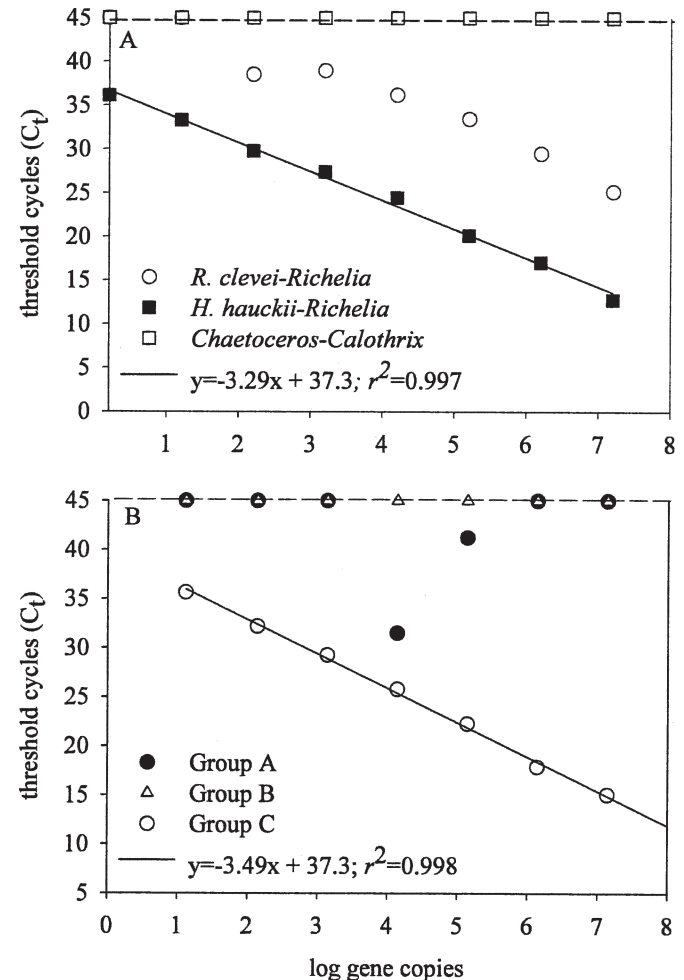 45
A
40
35
30
25
20
15
10
5
0
threshold cycles (Ct)
R. clevei-Richelia
H. hauckii-Richelia
Chaetoceros-Calothrix
y=-3.29x + 37.3; r2=0.997
1 2 3 4 5 6 7 8
45
B
40
35
30
25
20
15
10
5
threshold cycles (Ct)
Group A
Group B
Group C
y=-3.49x + 37.3; r2=0.998
0 1 2 3 4 5 6 7 8
log gene copies